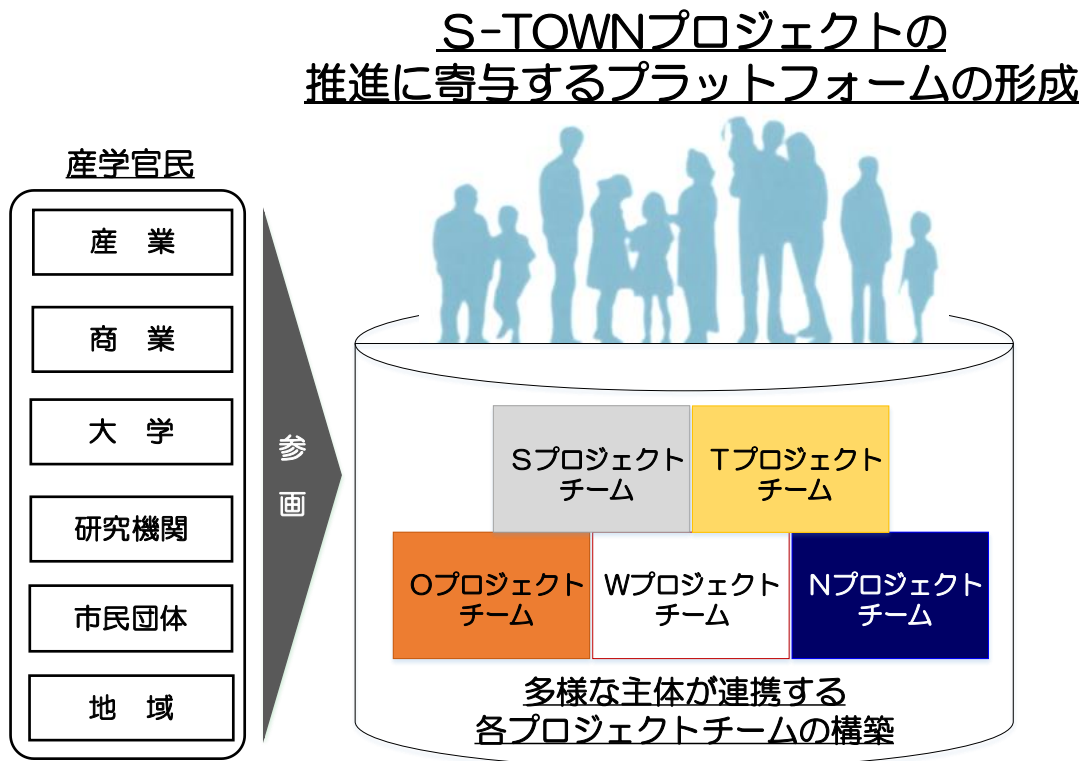 S-TOWNプロジェクトの
推進に寄与するプラットフォームの形成
産学官民
産　業
商　業
大　学
研究機関
市民団体
地　域
参
画
Sプロジェクト
チーム
Tプロジェクト
チーム
Oプロジェクト
チーム
Wプロジェクト
チーム
Nプロジェクト
チーム
多様な主体が連携する
各プロジェクトチームの構築